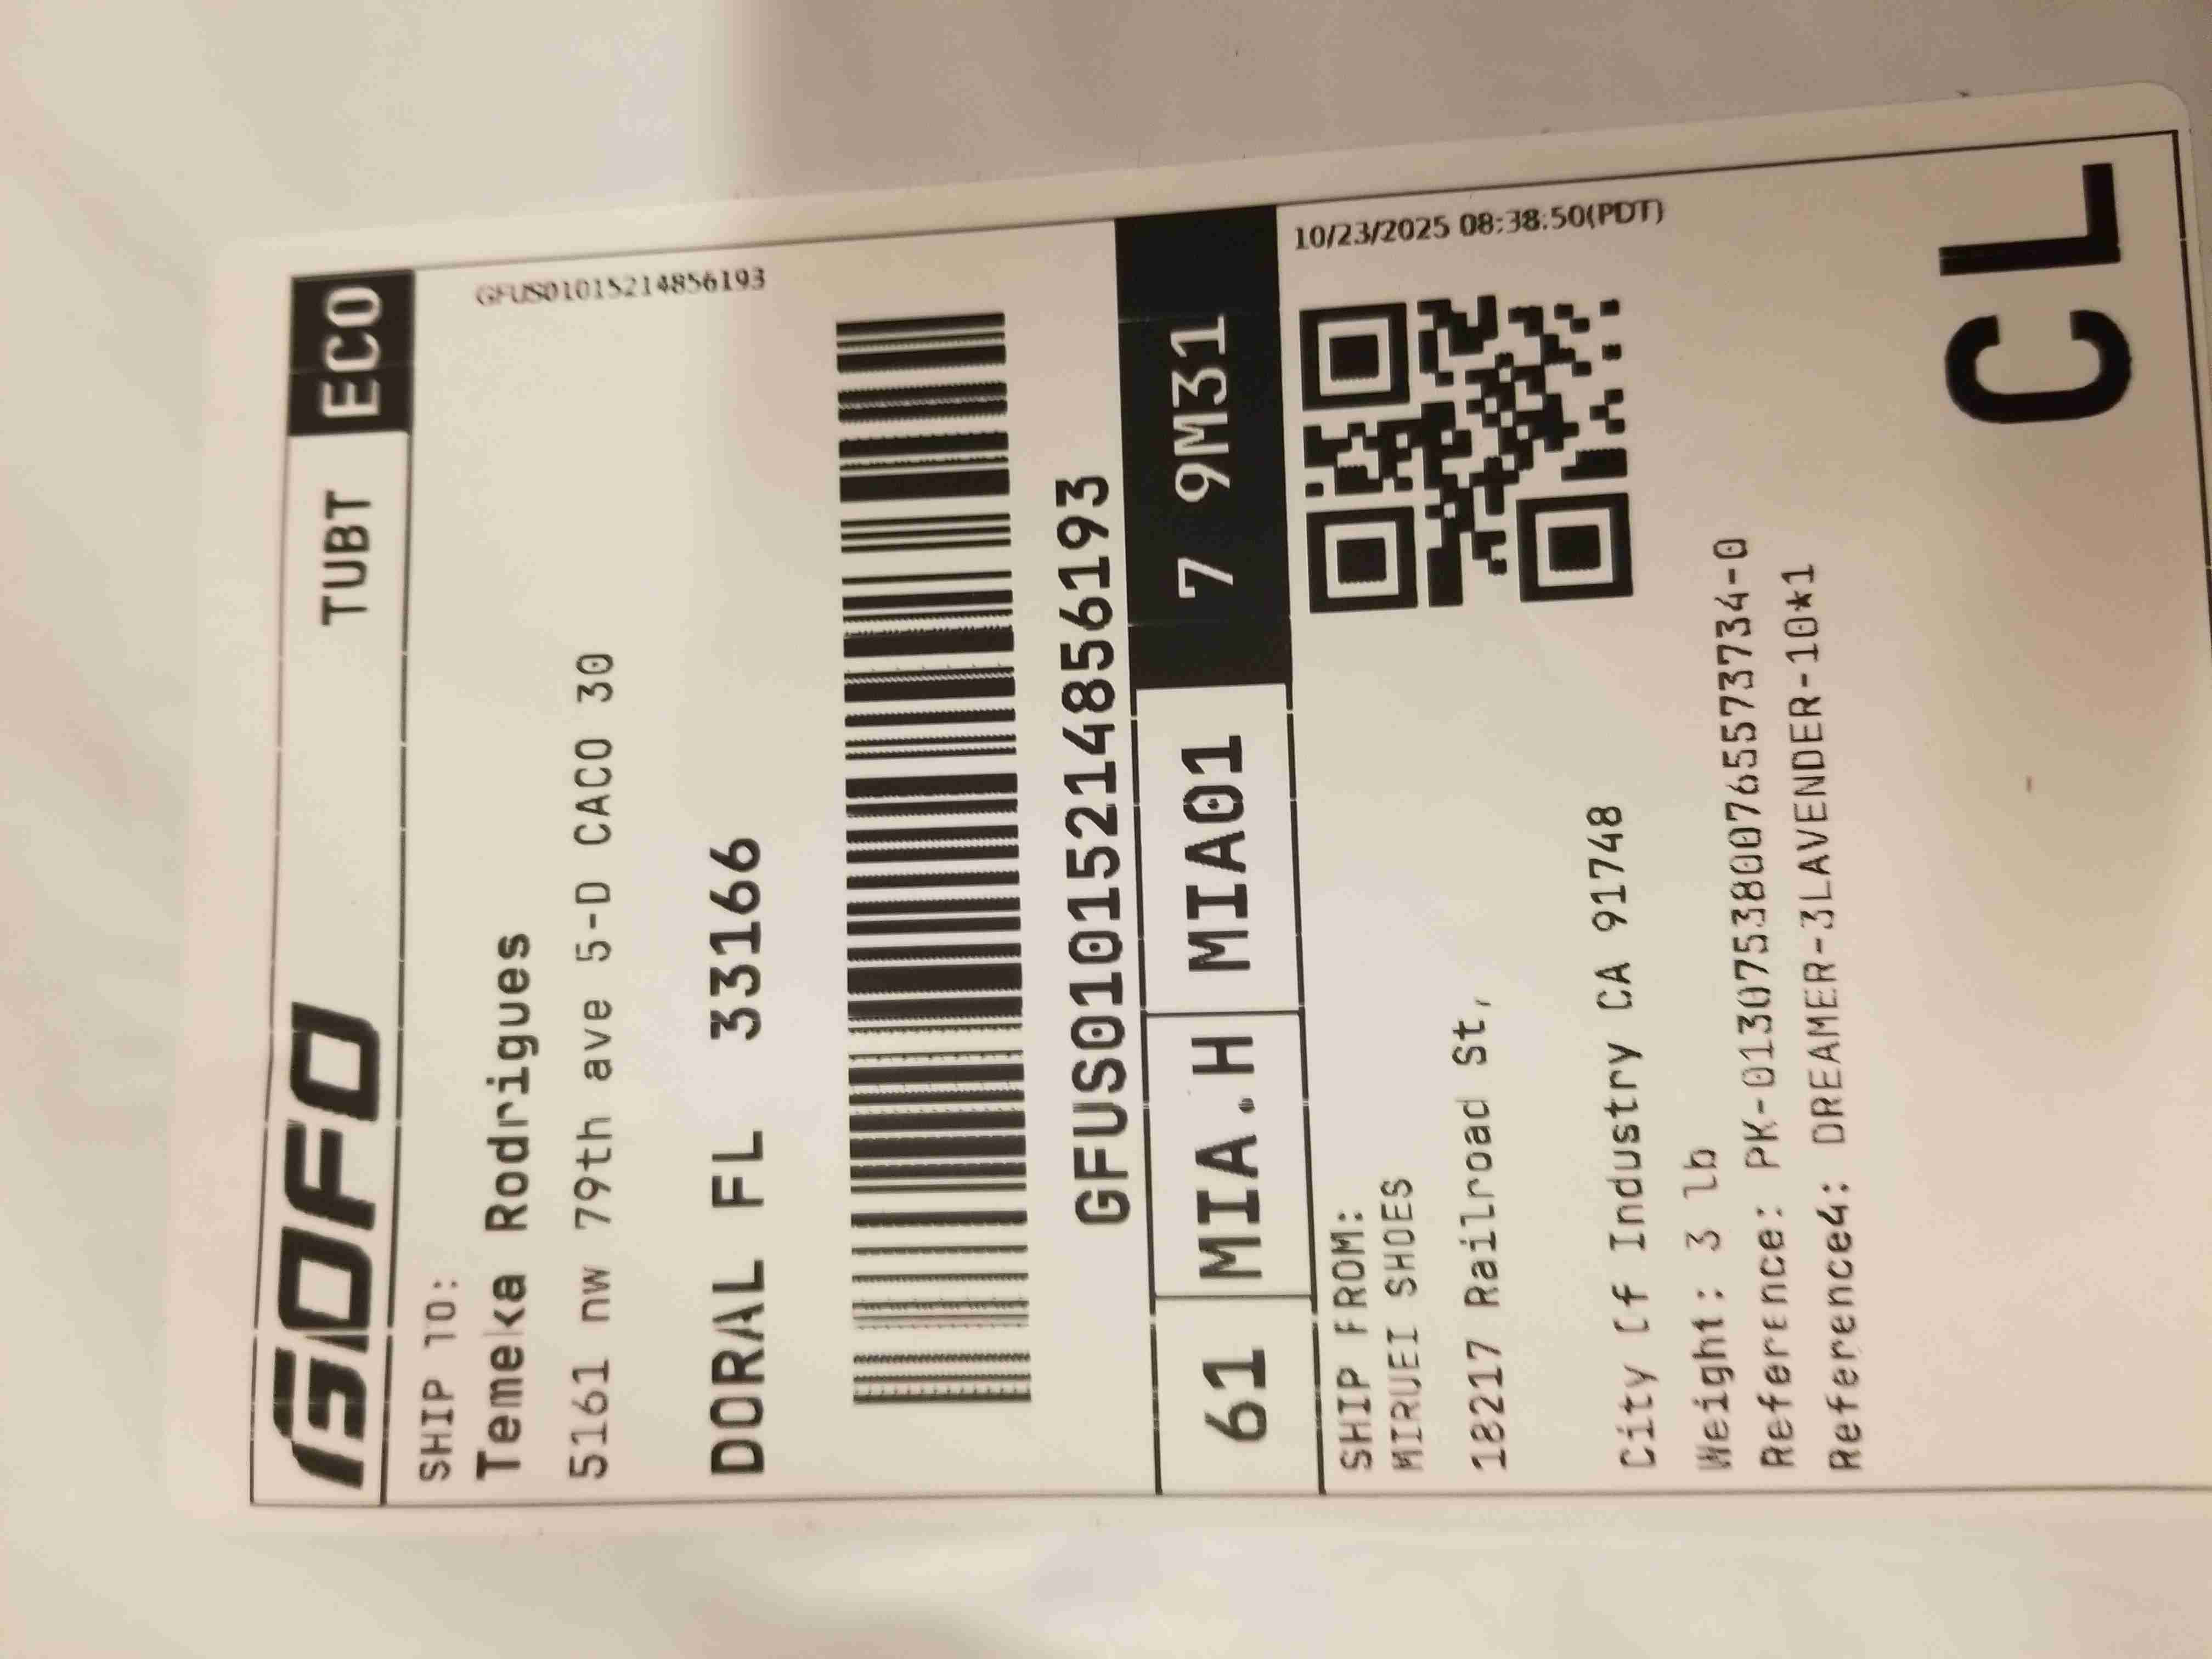 GOFO TUBT ECO
SHIP TO:
GFUS01015214856193
Temeka Rodrigues
5161 nw 79th ave 5-D CACO 30
DORAL FL 33166
GFUS01015214856193
61 MIA.H MIA01 7 9M31
10/23/2025 08:38:50(PDT)
SHIP FROM:
MIRUEI SHOES
18217 Railroad St,
City Of Industry CA 91748
Weight: 3 lb
Reference: PK-0130753800765573734-0
Reference4: DREAMER-3LAVENDER-10*1
CL